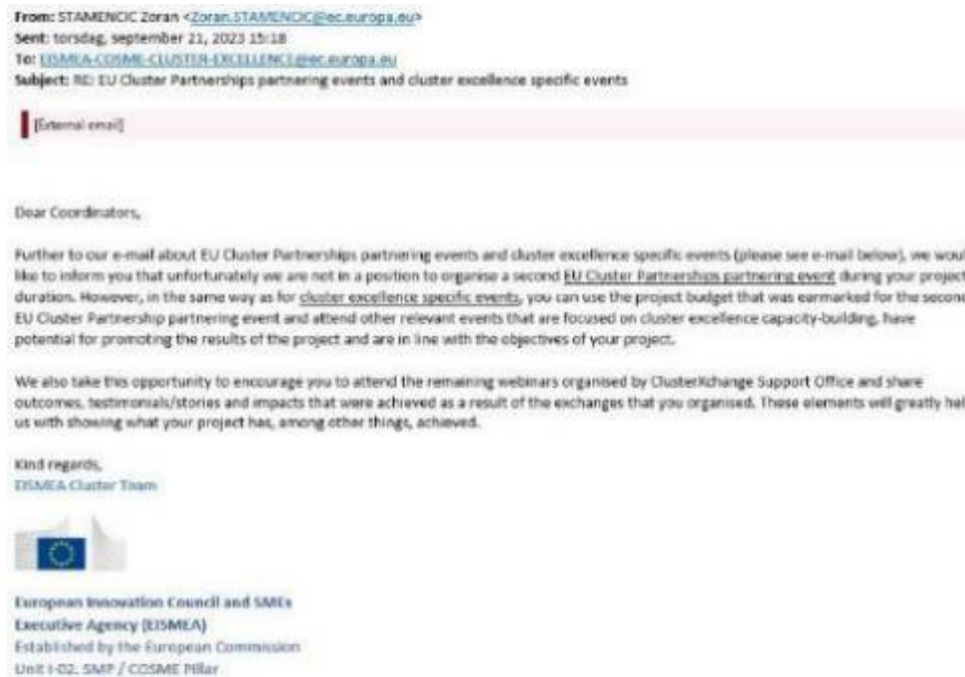 From: STAMENCIC Zoran <Zoran.STAMENCIC@ec.europa.eu>
Sent: torsdag, september 21, 2023 15:18
To: EISMEA-COSME-CLUSTER-EXCELLENCE@ec.europa.eu
Subject: RE: EU Cluster Partnerships partnering events and cluster excellence specific events
[External email]
Dear Coordinators,
Further to our e-mail about EU Cluster Partnerships partnering events and cluster excellence specific events (please see e-mail below), we woul
like to inform you that unfortunately we are not in a position to organise a second EU Cluster Partnerships partnering event during your project
duration. However, in the same way as for cluster excellence specific events, you can use the project budget that was earmarked for the second
EU Cluster Partnership partnering event and attend other relevant events that are focused on cluster excellence capacity-building, have
potential for promoting the results of the project and are in line with the objectives of your project.
We also take this opportunity to encourage you to attend the remaining webinars organised by ClusterXchange Support Office and share
outcomes, testimonials/stories and impacts that were achieved as a result of the exchanges that you organised. These elements will greatly hel
us with showing what your project has, among other things, achieved.
Kind regards,
EISMEA Cluster Team
European Innovation Council and SMEs
Executive Agency (EISMEA)
Established by the European Commission
Unit I-02. SMP / COSME Pillar